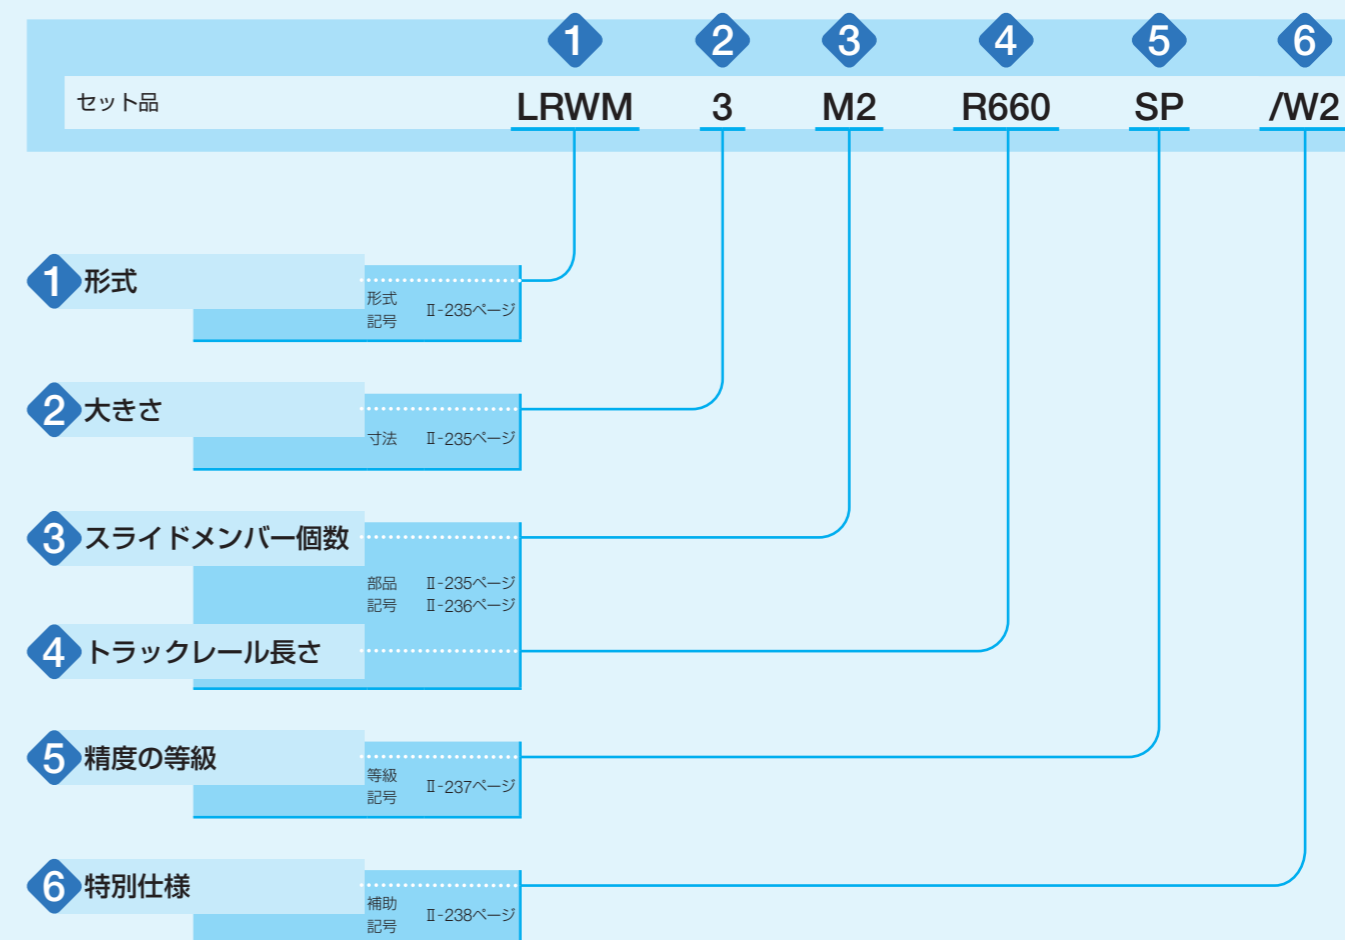 1 2 3 4 5 6
セット品 LRWM 3 M2 R660 SP /W2
1 形式
形式
記号 Ⅱ-235ページ
2 大きさ
寸法 Ⅱ-235ページ
3 スライドメンバー個数
部品 Ⅱ-235ページ
記号 Ⅱ-236ページ
4 トラックレール長さ
5 精度の等級
等級
記号 Ⅱ-237ページ
6 特別仕様
補助
記号 Ⅱ-238ページ